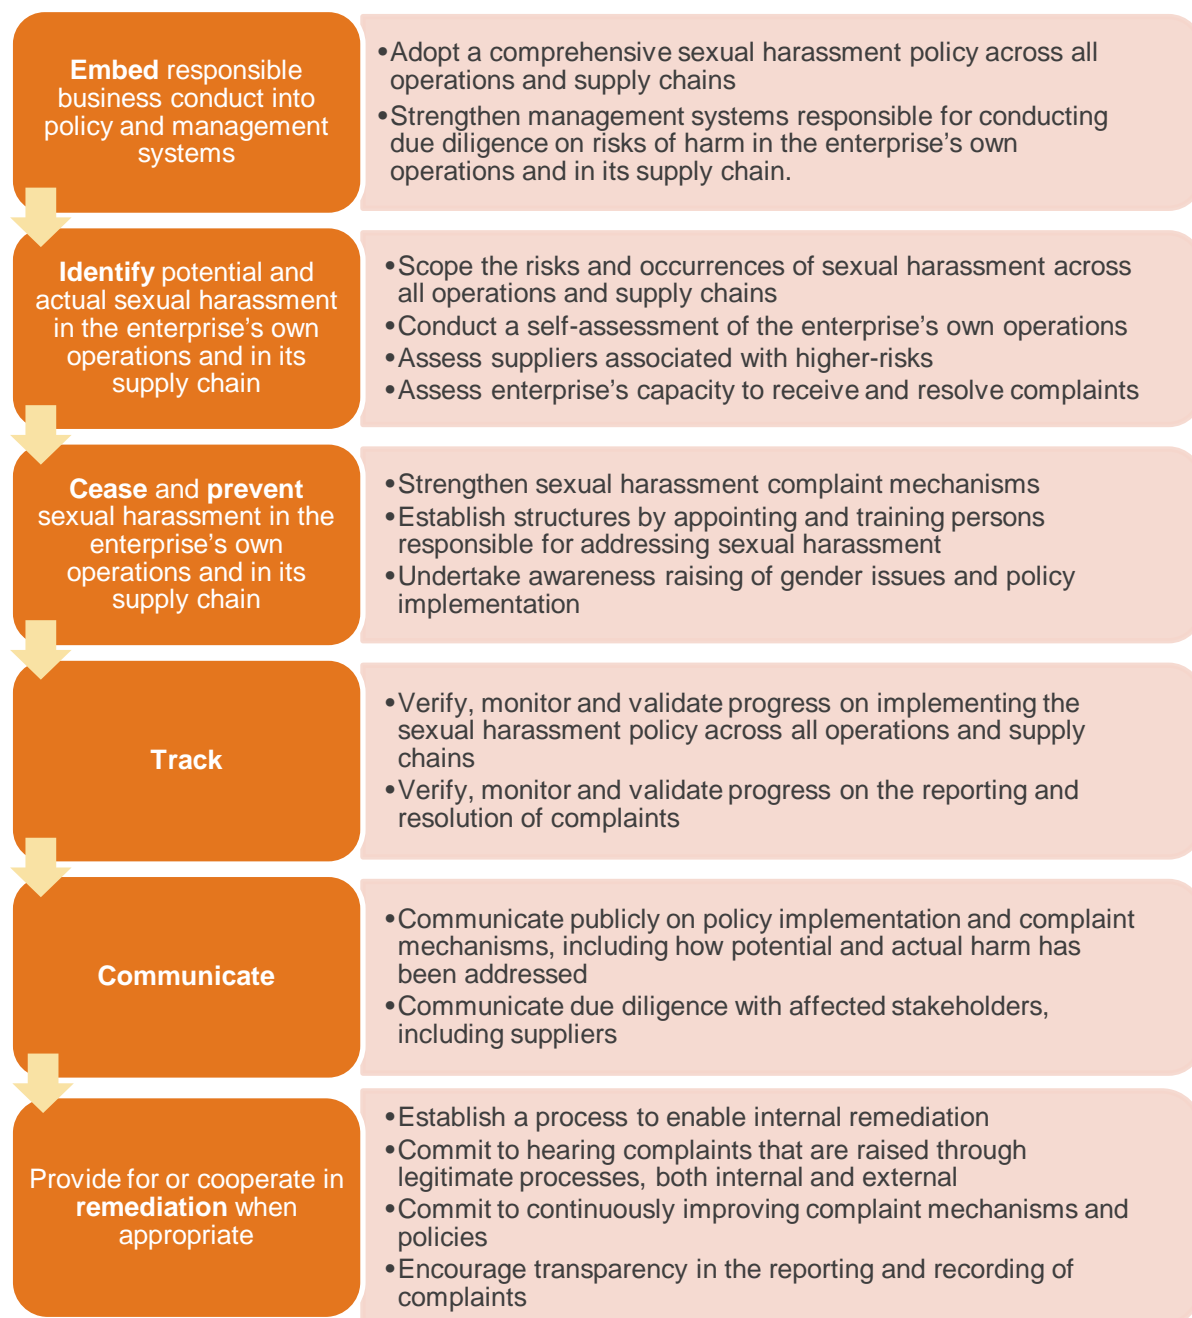 Embed responsible
business conduct into
policy and management
systems
•Adopt a comprehensive sexual harassment policy across all
operations and supply chains
•Strengthen management systems responsible for conducting
due diligence on risks of harm in the enterprise’s own
operations and in its supply chain.
Identify potential and
actual sexual harassment
in the enterprise’s own
operations and in its
supply chain
•Scope the risks and occurrences of sexual harassment across
all operations and supply chains
•Conduct a self-assessment of the enterprise’s own operations
•Assess suppliers associated with higher-risks
•Assess enterprise’s capacity to receive and resolve complaints
Cease and prevent
sexual harassment in the
enterprise’s own
operations and in its
supply chain
•Strengthen sexual harassment complaint mechanisms
•Establish structures by appointing and training persons
responsible for addressing sexual harassment
•Undertake awareness raising of gender issues and policy
implementation
Track
•Verify, monitor and validate progress on implementing the
sexual harassment policy across all operations and supply
chains
•Verify, monitor and validate progress on the reporting and
resolution of complaints
Communicate
•Communicate publicly on policy implementation and complaint
mechanisms, including how potential and actual harm has
been addressed
•Communicate due diligence with affected stakeholders,
including suppliers
Provide for or cooperate in
remediation when
appropriate
•Establish a process to enable internal remediation
•Commit to hearing complaints that are raised through
legitimate processes, both internal and external
•Commit to continuously improving complaint mechanisms and
policies
•Encourage transparency in the reporting and recording of
complaints